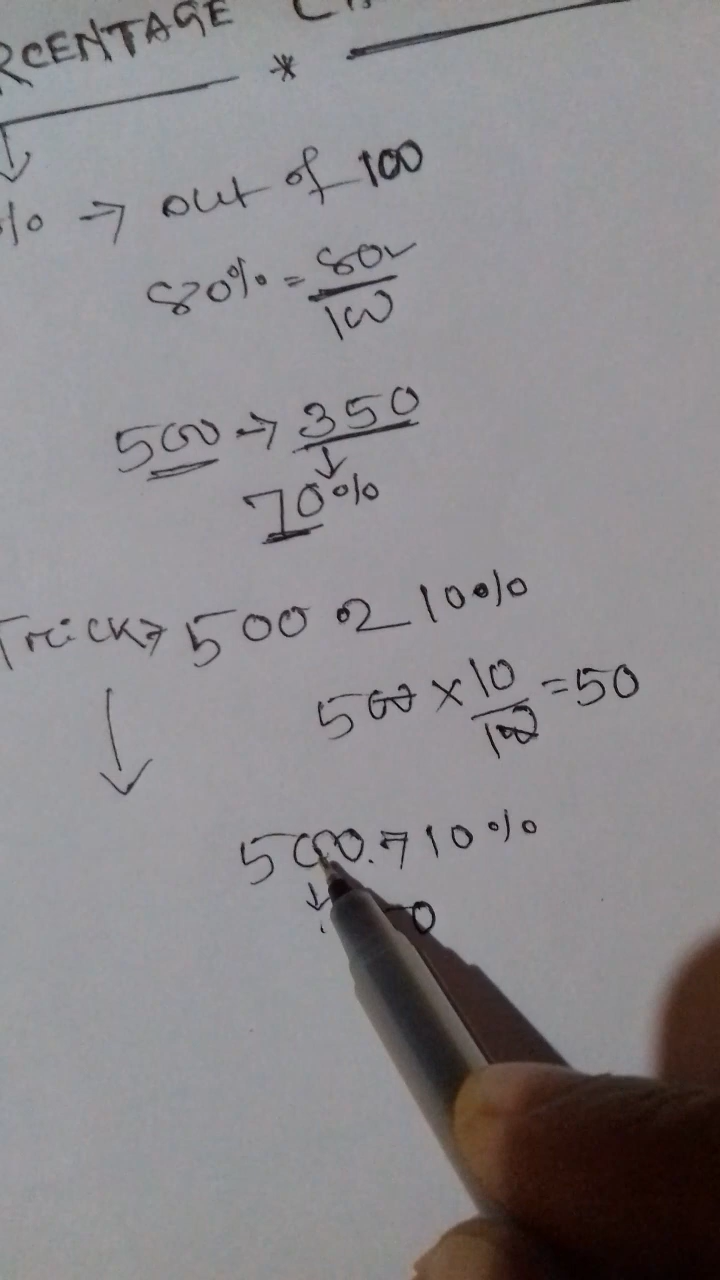 RCENTAGE
*
% → out of 100
80% = 80/100
500 → 350
↓
70%
Trick → 500 10%
500 × 10/100 = 50
500. → 10%
↓ 0